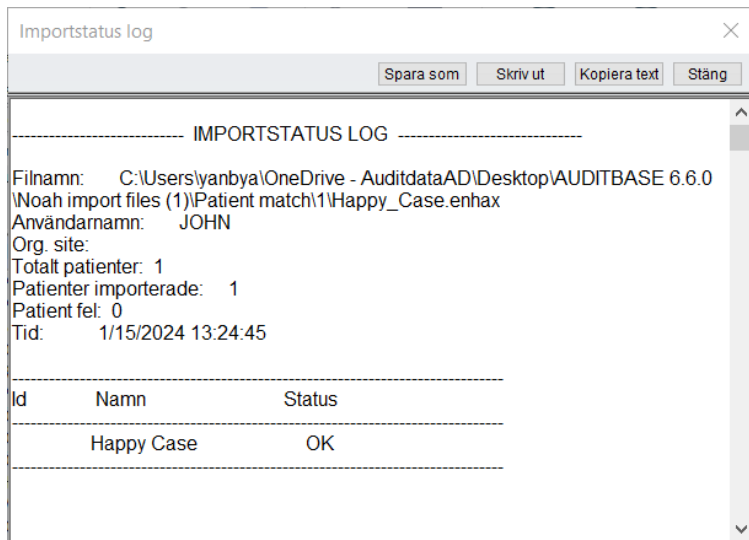 Importstatus log
Spara som Skriv ut Kopiera text Stäng
---------------------------- IMPORTSTATUS LOG ------------------------------
Filnamn: C:\Users\yanbya\OneDrive - AuditdataAD\Desktop\AUDITBASE 6.6.0
\Noah import files (1)\Patient match\1\Happy_Case.enhax
Användarnamn: JOHN
Org. site:
Totalt patienter: 1
Patienter importerade: 1
Patient fel: 0
Tid: 1/15/2024 13:24:45
--------------------------------------------------------------------------------
Id Namn Status
--------------------------------------------------------------------------------
Happy Case OK
--------------------------------------------------------------------------------